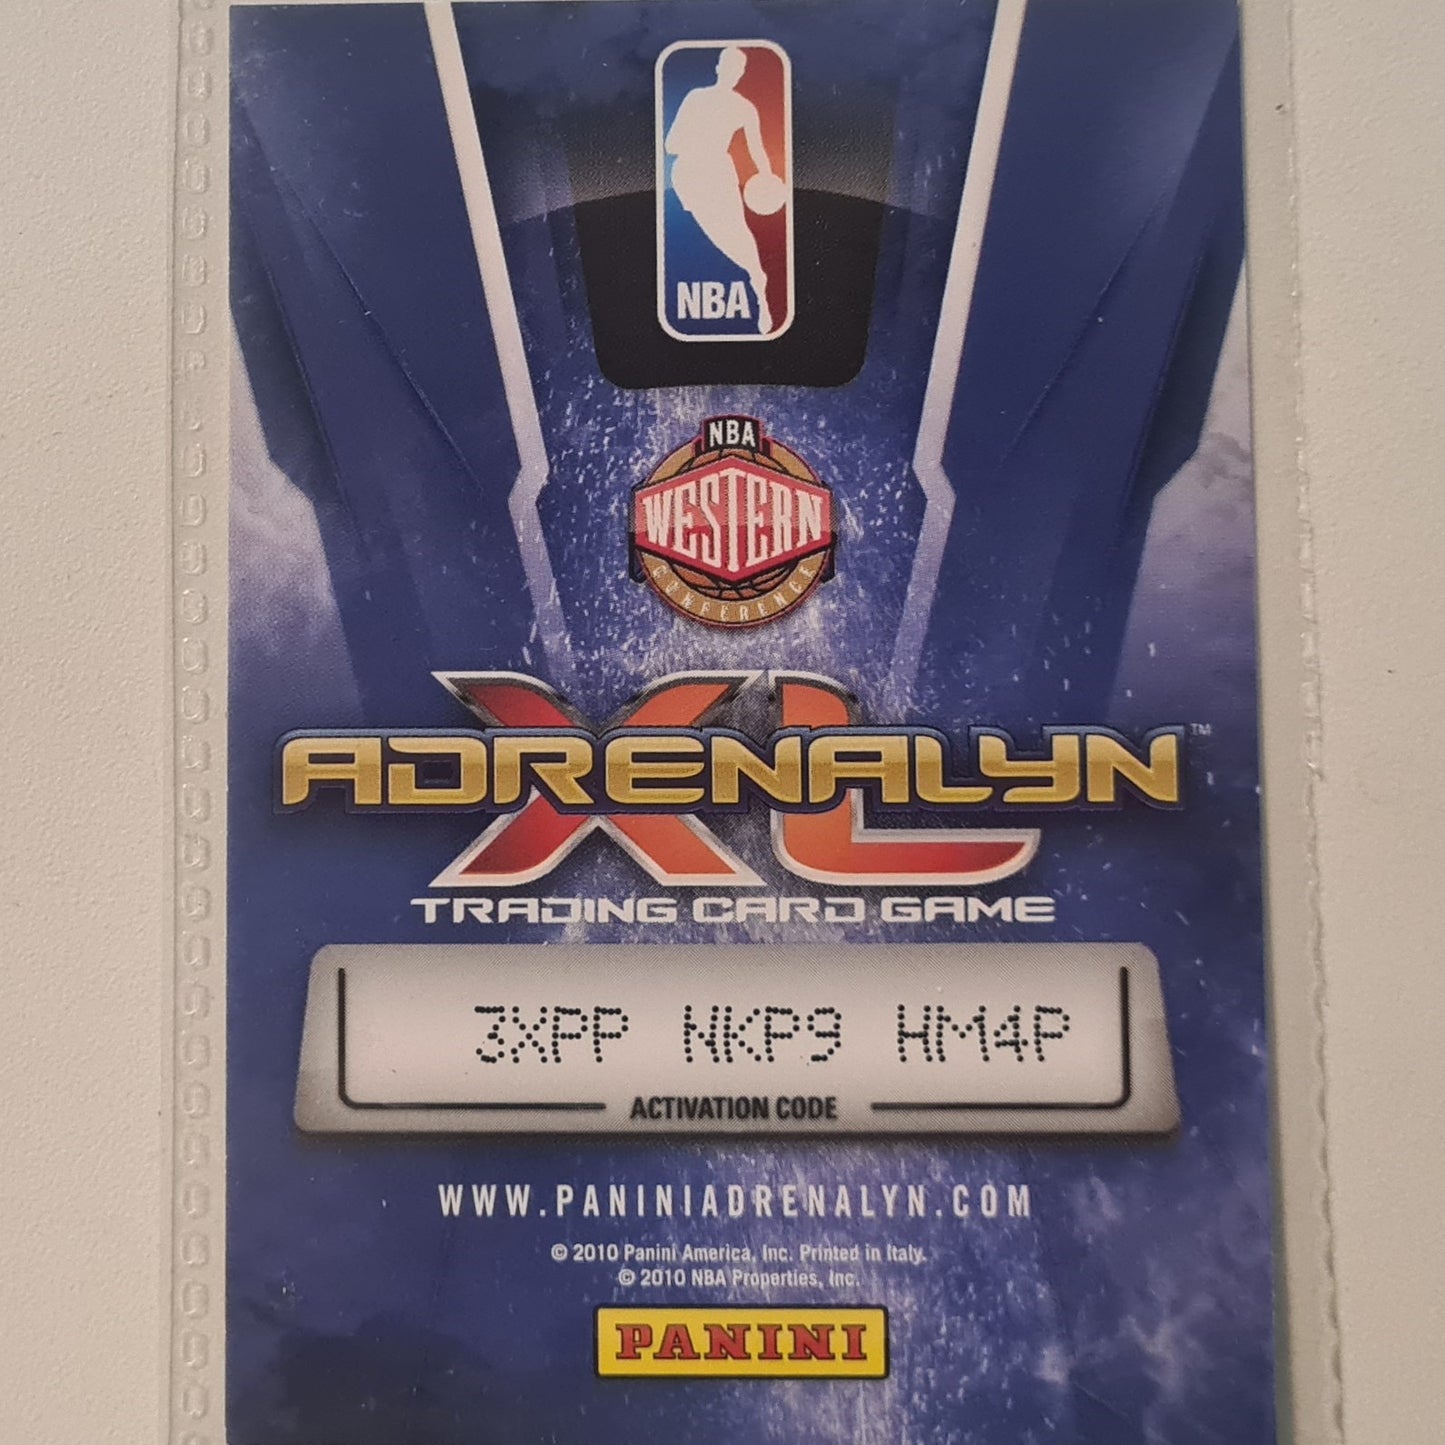 NBA
NBA
WESTERN
CONFERENCE
XL
ADRENALYN™
TRADING CARD GAME
3XPP NKP9 HM4P
ACTIVATION CODE
WWW.PANINIADRENALYN.COM
© 2010 Panini America, Inc. Printed in Italy.
© 2010 NBA Properties, Inc.
PANINI